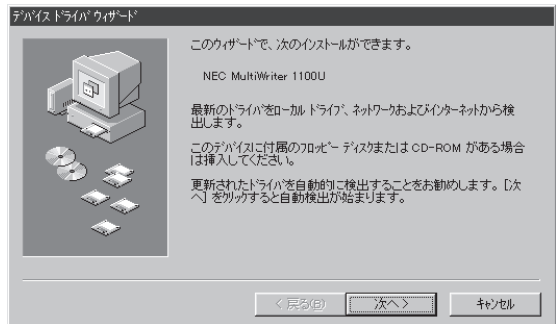 デバイス ドライバ ウィザード
このウィザードで、次のインストールができます。
NEC MultiWriter 1100U
最新のドライバをローカル ドライブ、ネットワークおよびインターネットから検
出します。
このデバイスに付属のフロッピー ディスクまたは CD-ROM がある場合
は挿入してください。
更新されたドライバを自動的に検出することをお勧めします。[次
へ] をクリックすると自動検出が始まります。
< 戻る(B)
次へ >
キャンセル